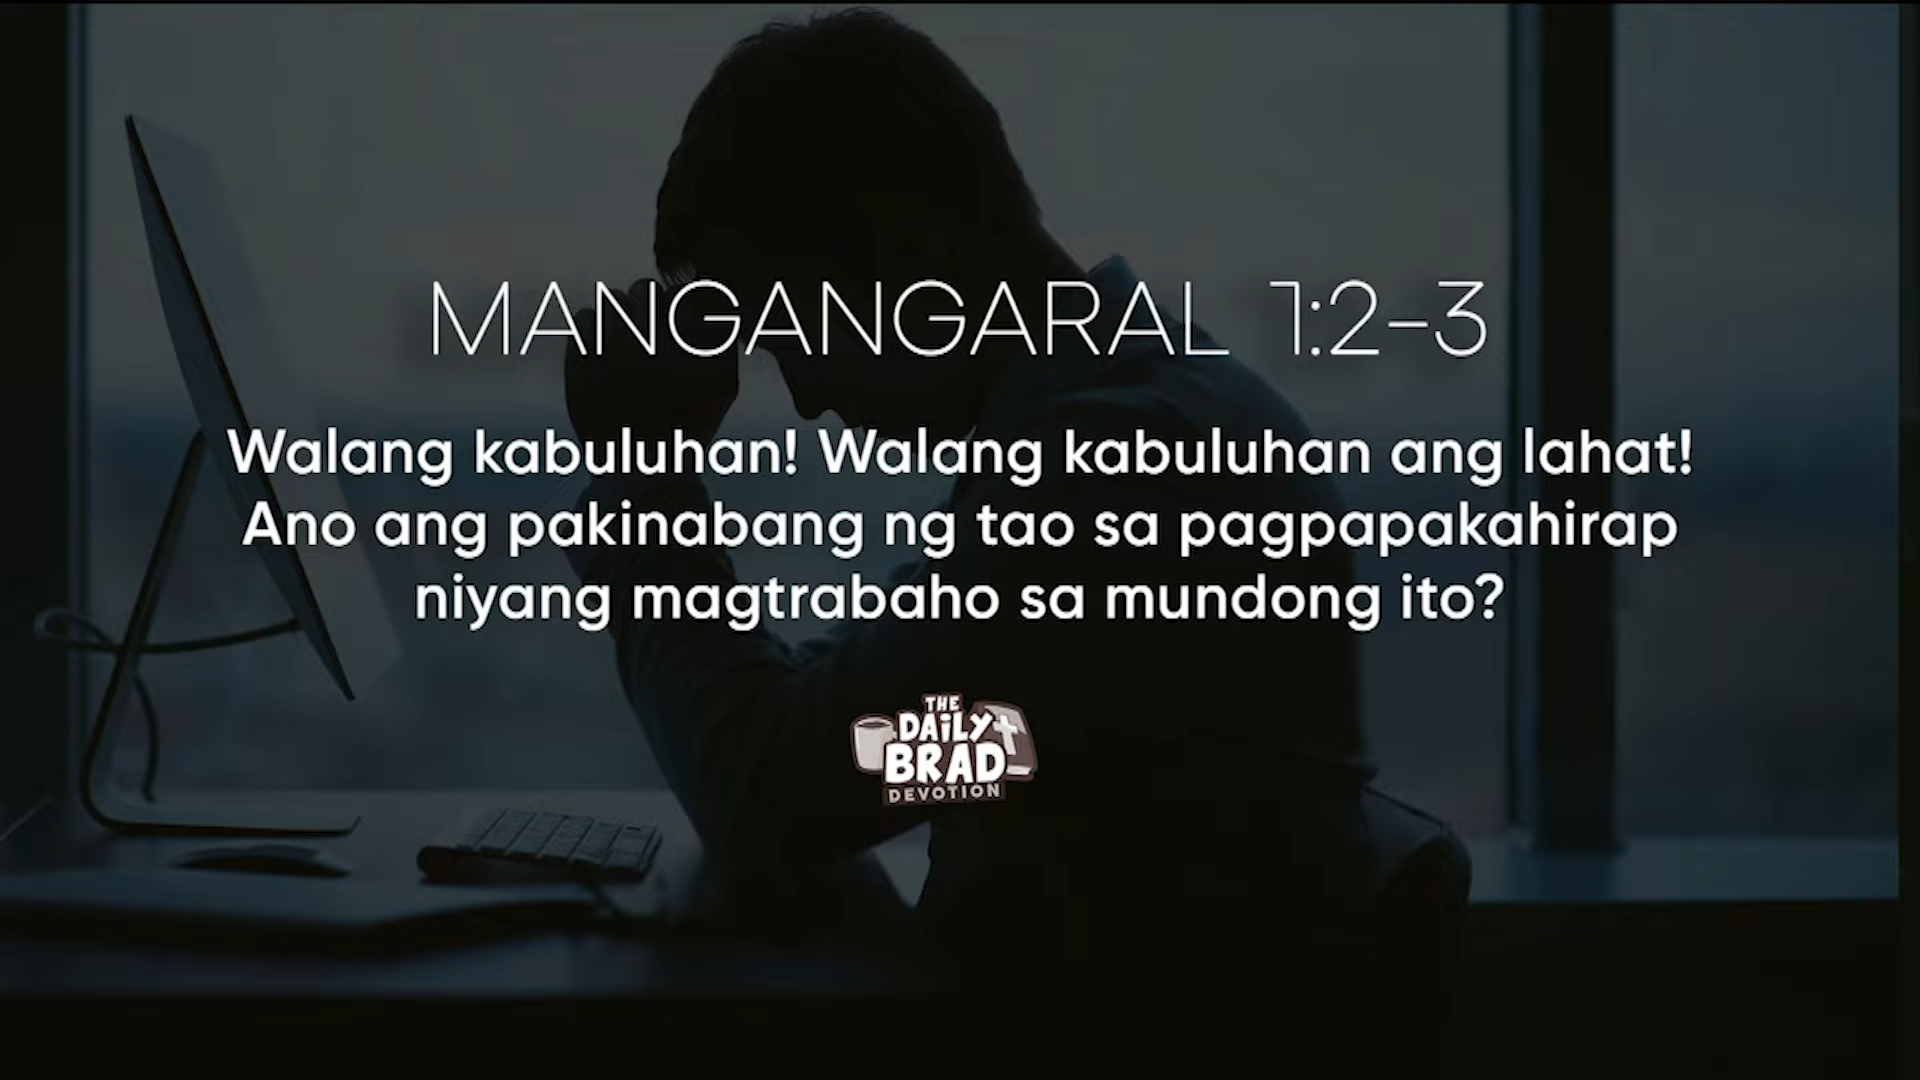 MANGANGARAL 1:2-3
Walang kabuluhan! Walang kabuluhan ang lahat!
Ano ang pakinabang ng tao sa pagpapakahirap
niyang magtrabaho sa mundong ito?
THE
DAiLY
BRAD
DEVOTION